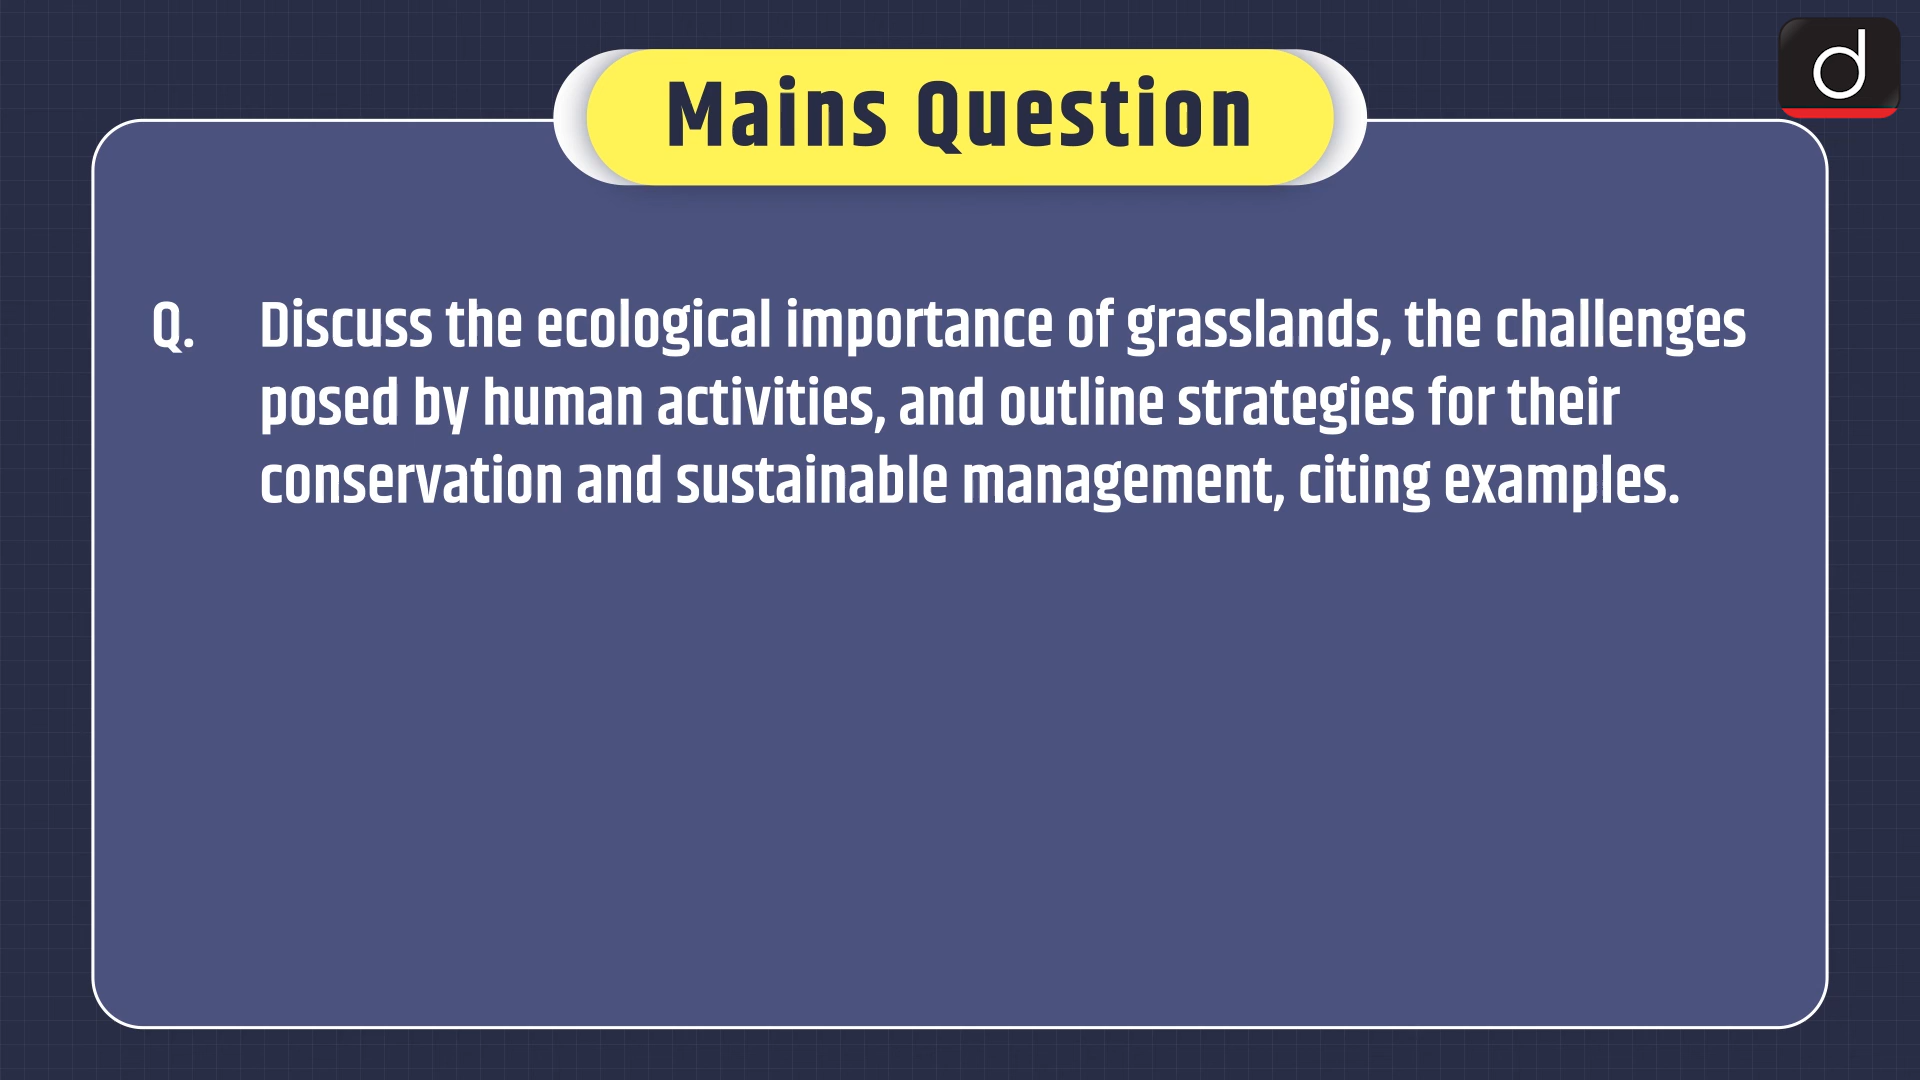 Mains Question
d
Q. Discuss the ecological importance of grasslands, the challenges
posed by human activities, and outline strategies for their
conservation and sustainable management, citing examples.